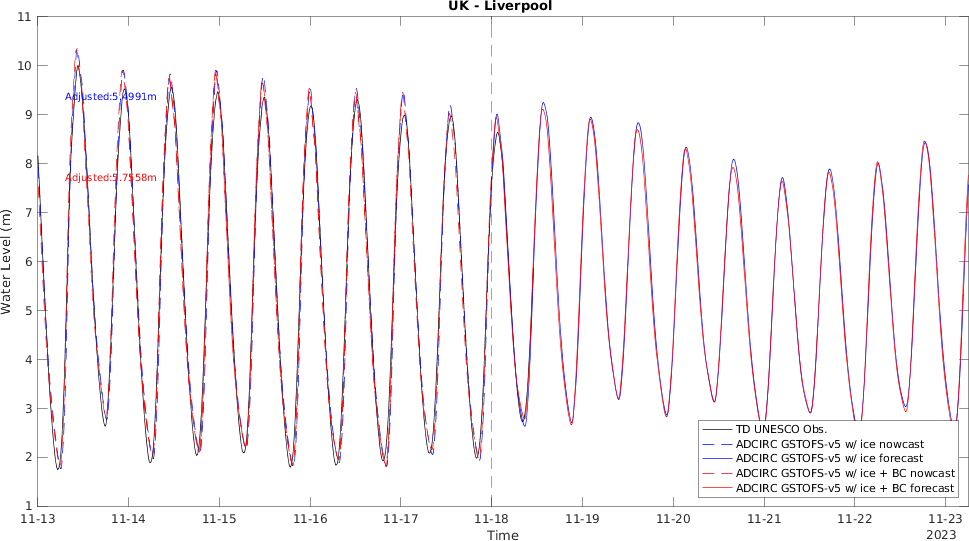 UK - Liverpool
11
10
9
8
7
6
5
4
3
2
1
Water Level (m)
Adjusted:5.4991m
Adjusted:5.7558m
TD UNESCO Obs.
ADCIRC GSTOFS-v5 w/ ice nowcast
ADCIRC GSTOFS-v5 w/ ice forecast
ADCIRC GSTOFS-v5 w/ ice + BC nowcast
ADCIRC GSTOFS-v5 w/ ice + BC forecast
11-13 11-14 11-15 11-16 11-17 11-18 11-19 11-20 11-21 11-22 11-23
Time
2023